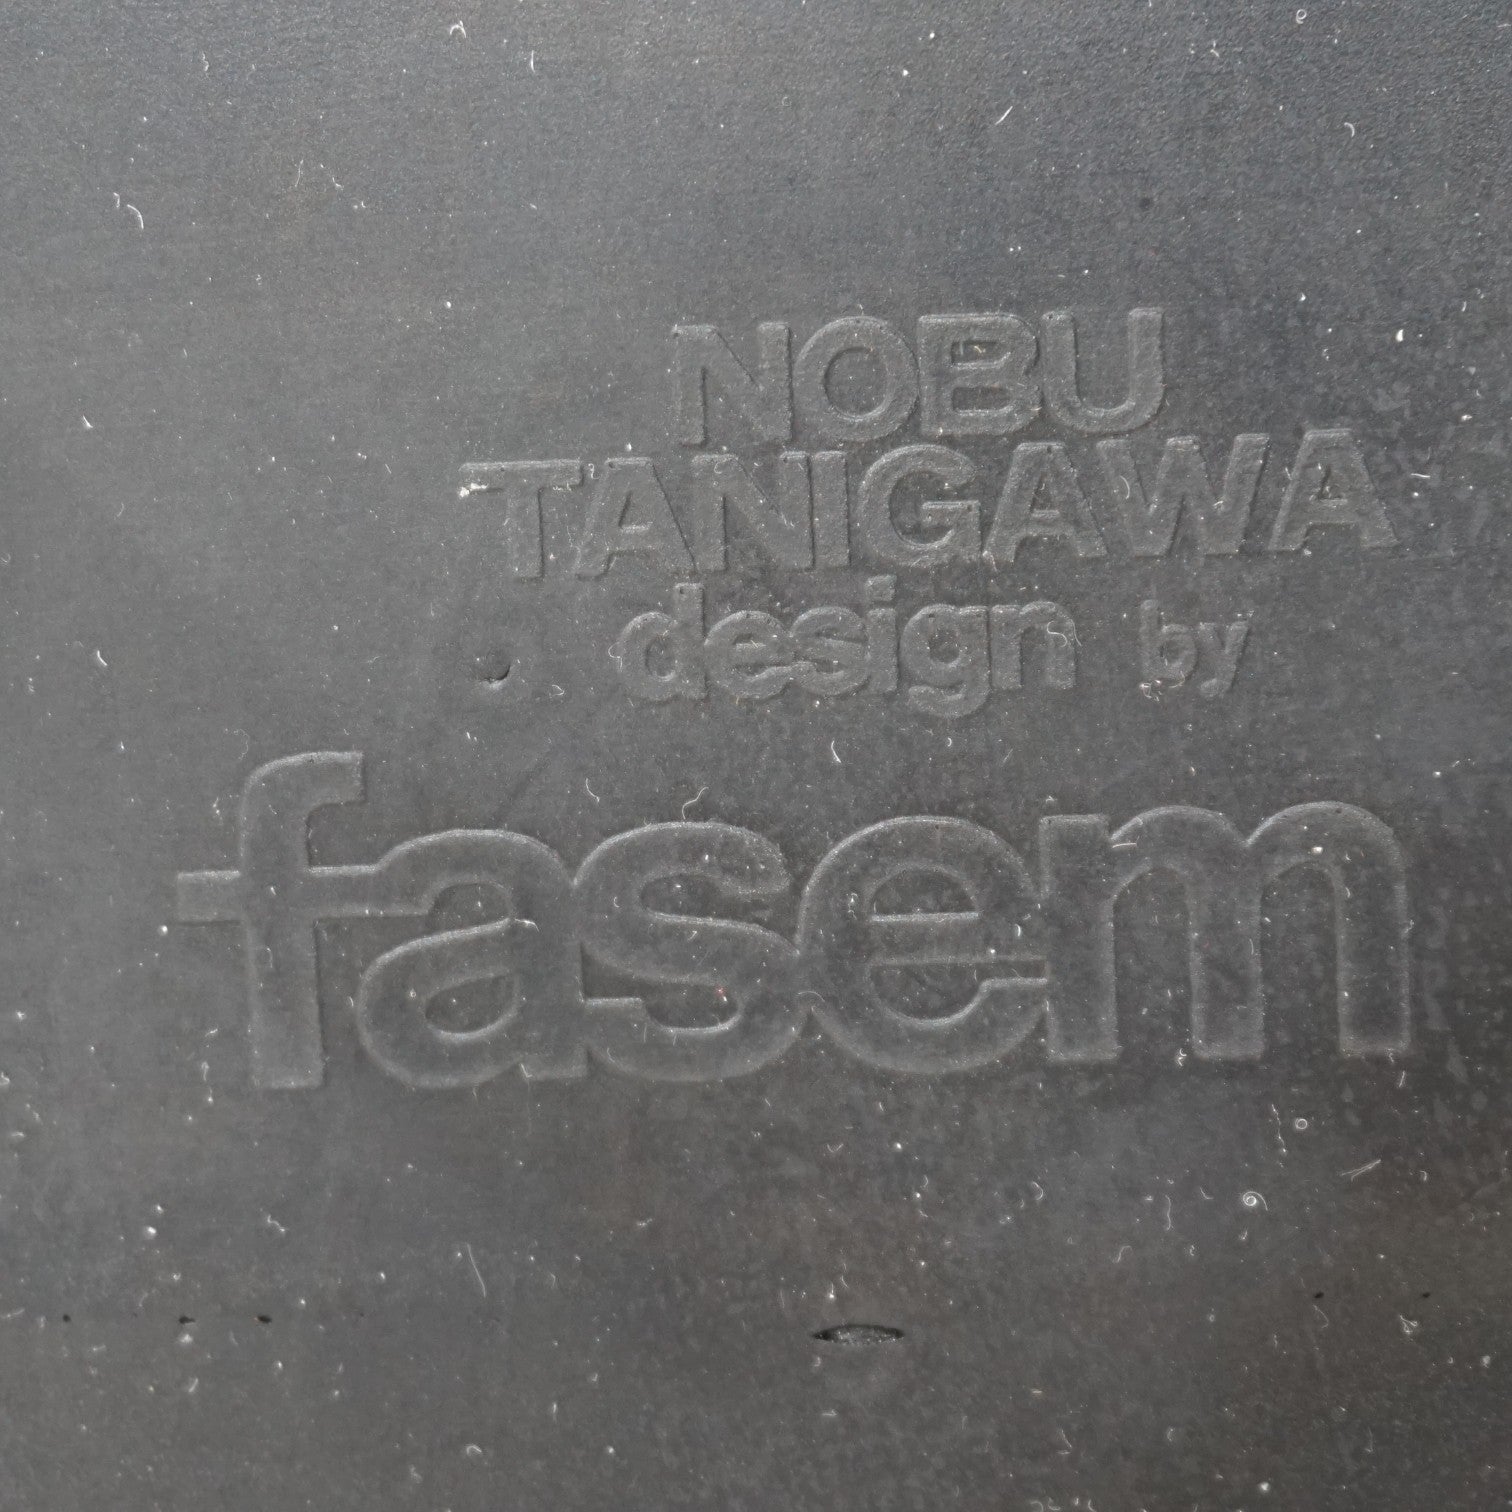 NOBU
TANIGAWA
design by
fasem